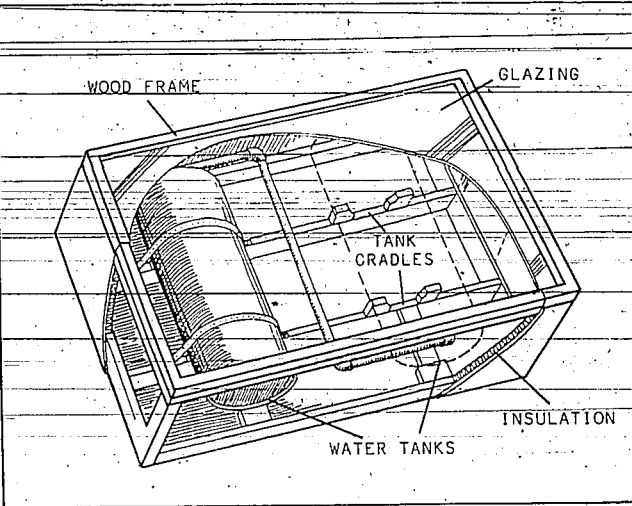 WOOD FRAME
GLAZING
TANK
CRADLES
INSULATION
WATER TANKS